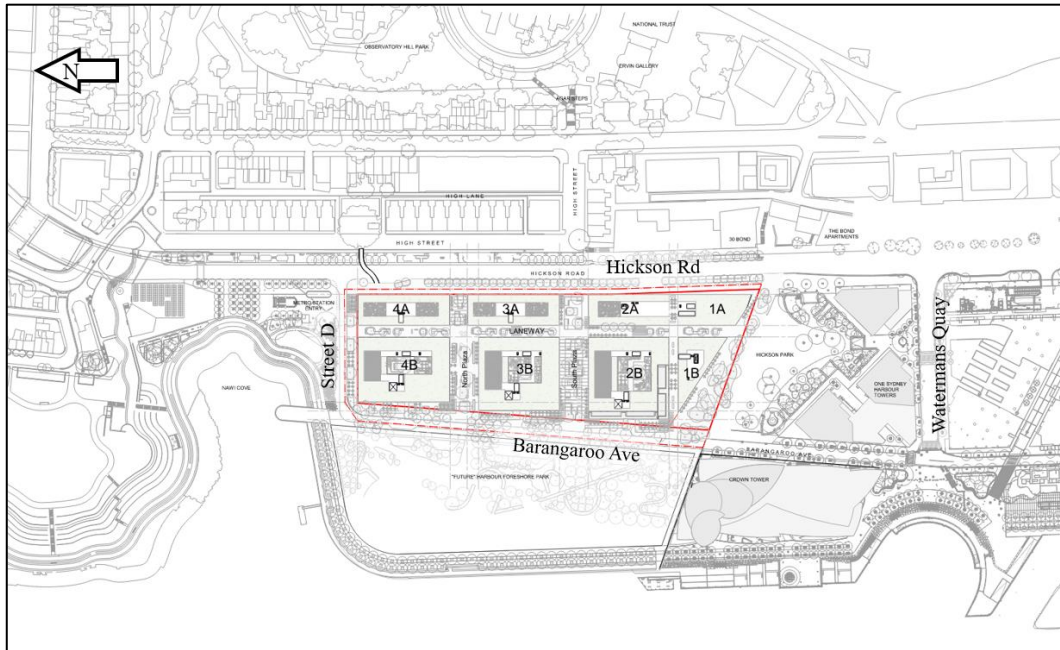 NATIONAL TRUST
OBSERVATORY HILL PARK
ERVIN GALLERY
N
AGAR STEPS
HIGH LANE
HIGH STREET
HIGH STREET
30 BOND
THE BOND
APARTMENTS
HICKSON ROAD
Hickson Rd
METRO STATION
ENTRY
4A
3A
2A
1A
LANEWAY
Street D
4B
North Plaza
3B
South Plaza
2B
1B
HICKSON PARK
NAWI COVE
ONE SYDNEY
HARBOUR
TOWERS
Watermans Quay
Barangaroo Ave
BARANGAROO AVE
"FUTURE" HARBOUR FORESHORE PARK
CROWN TOWER